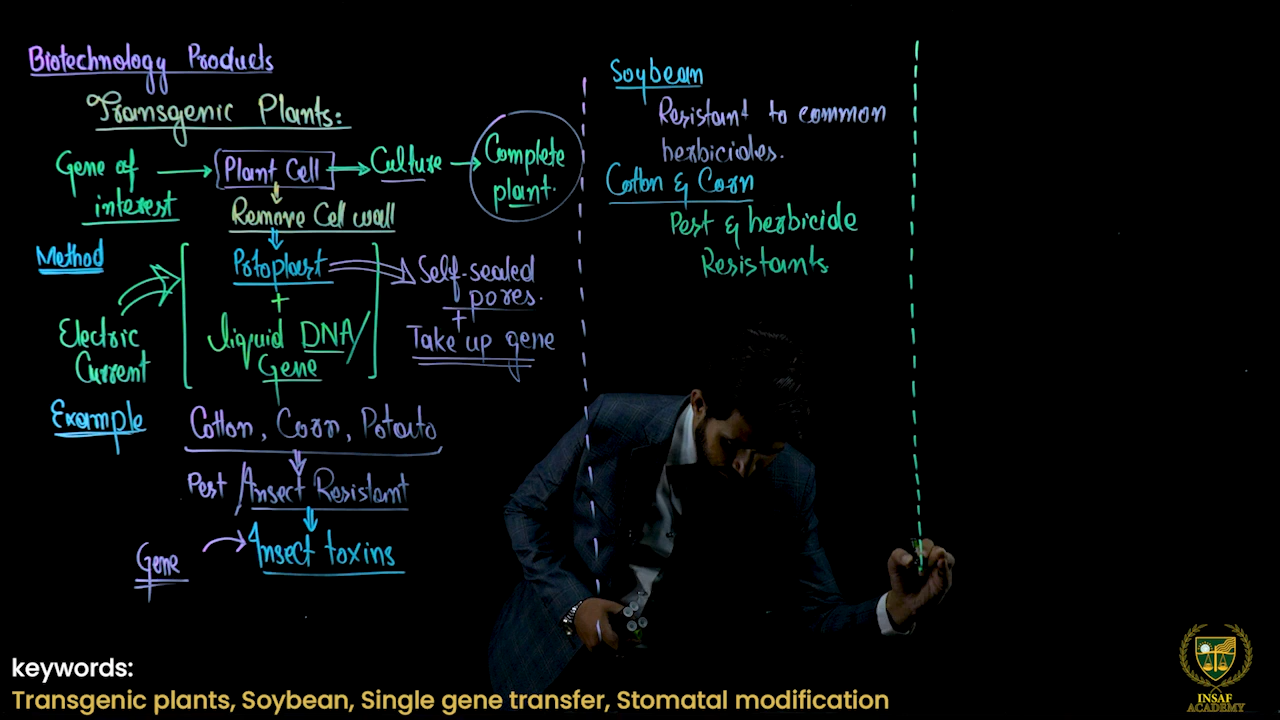 Biotechnology Products
Transgenic Plants:
Gene of interest → Plant Cell → Culture → Complete plant.
Remove Cell wall
Method
Potoplast
Self-sealed pores.
+
+
Take up gene
liquid DNA/
Gene
Electric
Current
Example
Cotton, Corn, Potato
Pest / Insect Resistant
Gene
Insect toxins
Soybean
Resistant to common
herbicides.
Cotton & Corn
Pest & herbicide
Resistants
keywords:
Transgenic plants, Soybean, Single gene transfer, Stomatal modification
INSAF
ACADEMY